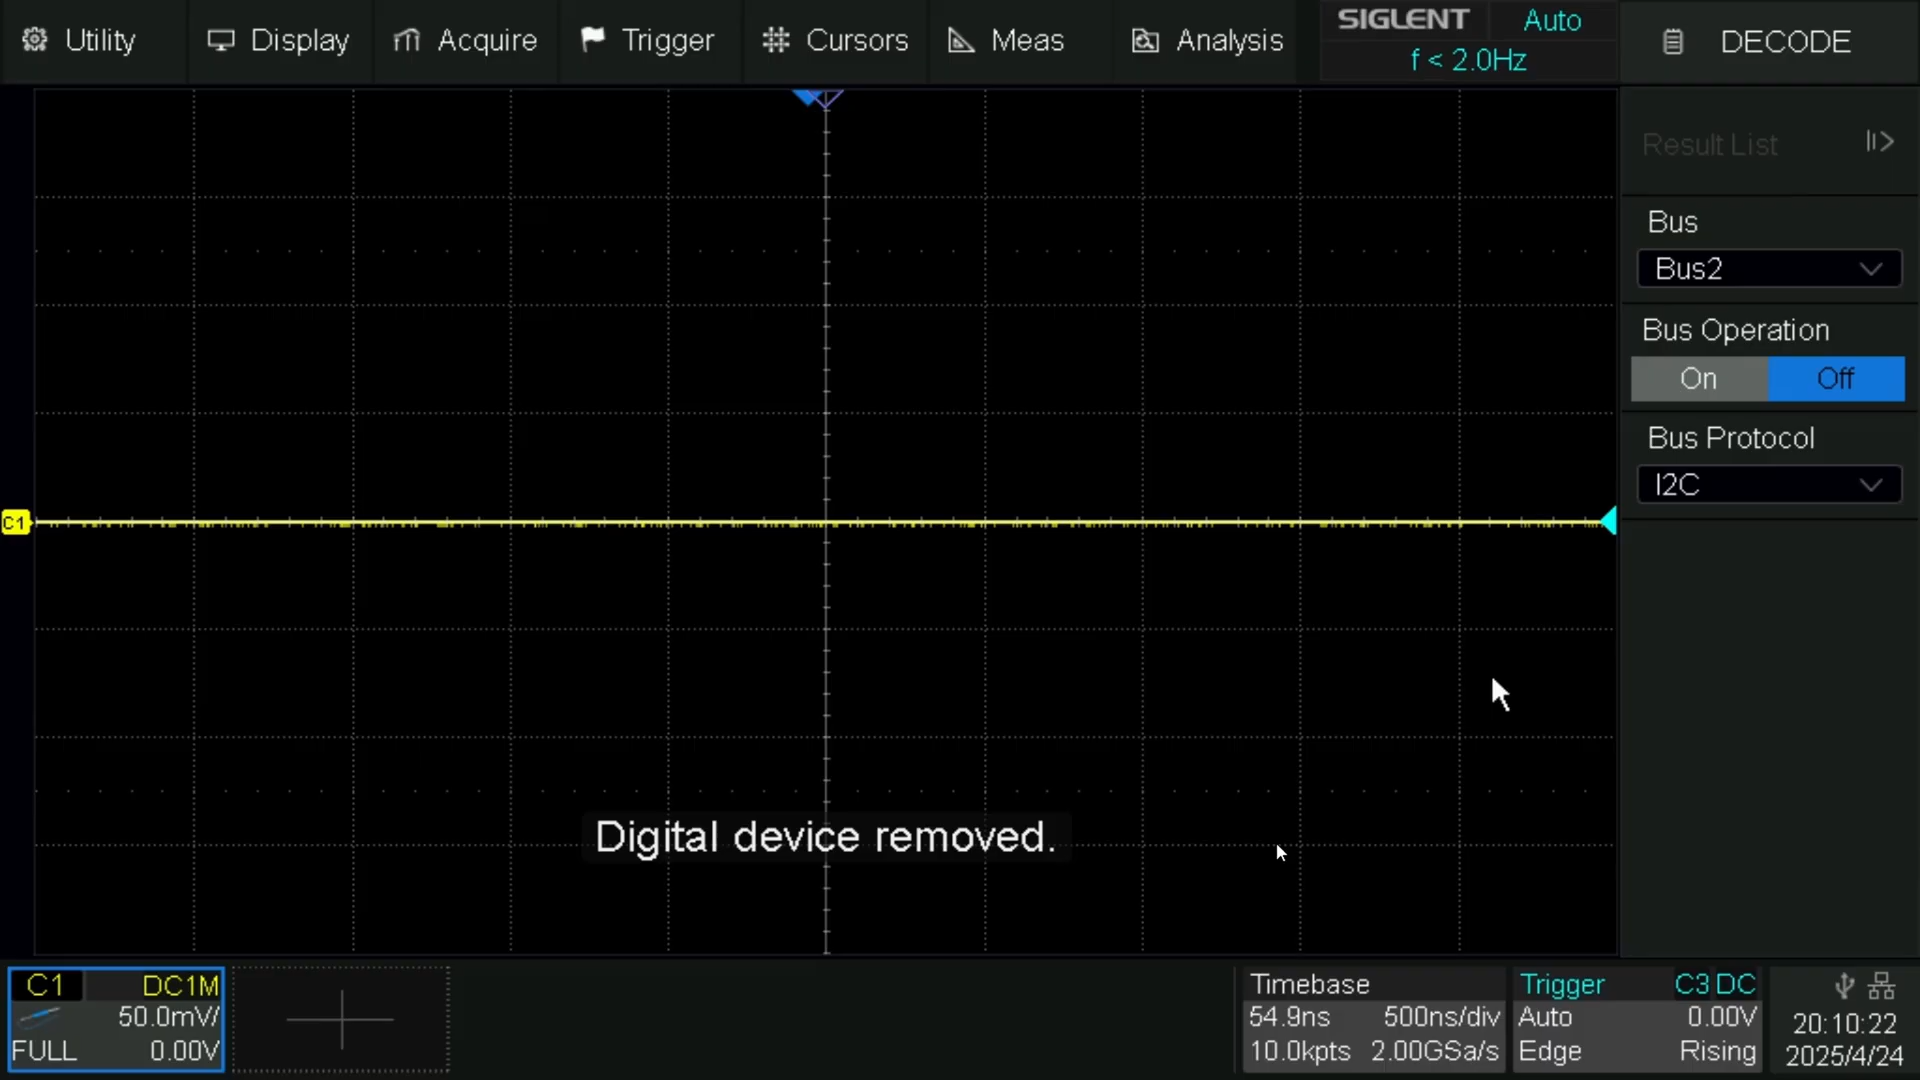 Utility
Display
Acquire
Trigger
Cursors
Meas
Analysis
SIGLENT
Auto
f < 2.0Hz
DECODE
Result List
Bus
Bus2
Bus Operation
On
Off
Bus Protocol
I2C
C1
Digital device removed.
C1 DC1M
50.0mV/
FULL 0.00V
Timebase
54.9ns 500ns/div
10.0kpts 2.00GSa/s
Trigger C3 DC
Auto 0.00V
Edge Rising
20:10:22
2025/4/24